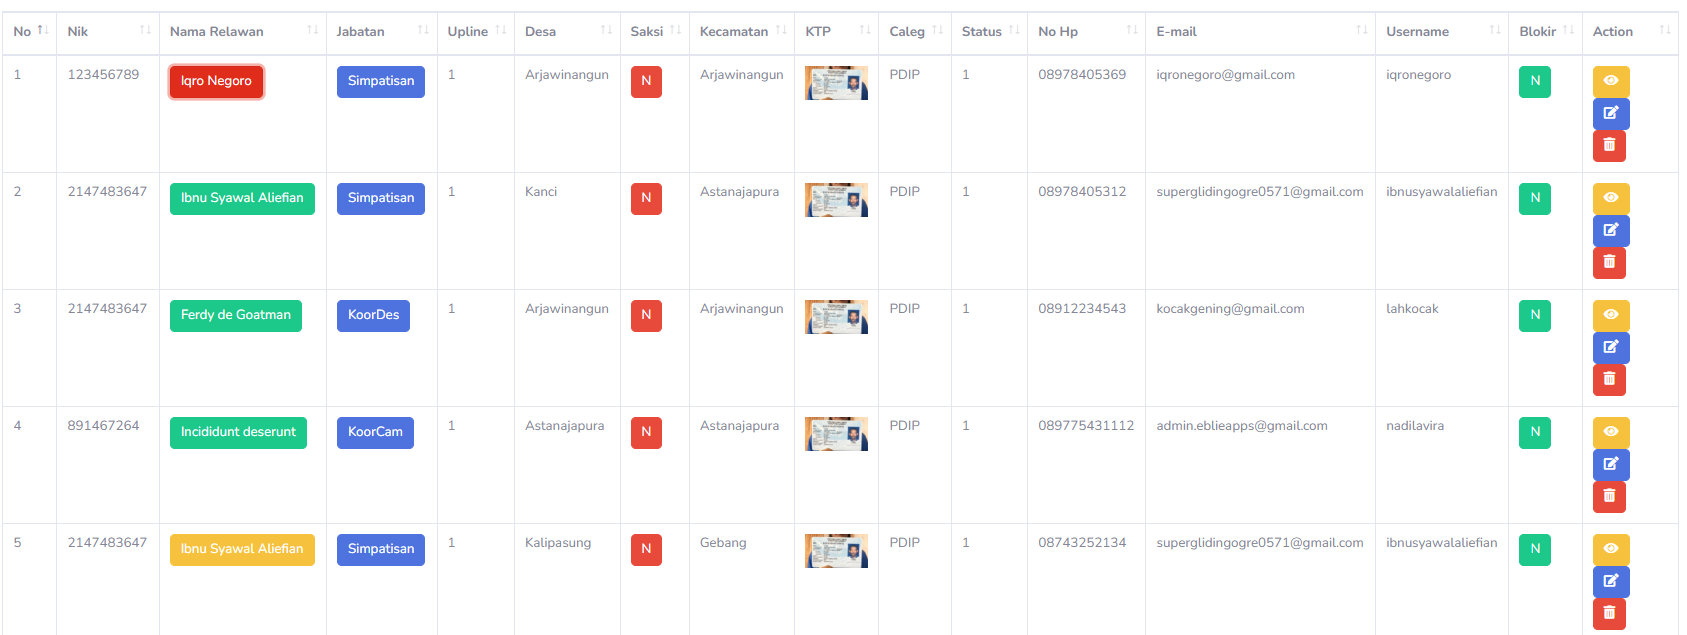 No Nik Nama Relawan Jabatan Upline Desa Saksi Kecamatan KTP Caleg Status No Hp E-mail Username Blokir Action
1 123456789 Iqro Negoro Simpatisan 1 Arjawinangun N Arjawinangun PDIP 1 08978405369 iqronegoro@gmail.com iqronegoro N
2 2147483647 Ibnu Syawal Aliefian Simpatisan 1 Kanci N Astanajapura PDIP 1 08978405312 superglidingogre0571@gmail.com ibnusyawalaliefian N
3 2147483647 Ferdy de Goatman KoorDes 1 Arjawinangun N Arjawinangun PDIP 1 08912234543 kocakgening@gmail.com lahkocak N
4 891467264 Incididunt deserunt KoorCam 1 Astanajapura N Astanajapura PDIP 1 089775431112 admin.eblieapps@gmail.com nadilavira N
5 2147483647 Ibnu Syawal Aliefian Simpatisan 1 Kalipasung N Gebang PDIP 1 08743252134 superglidingogre0571@gmail.com ibnusyawalaliefian N